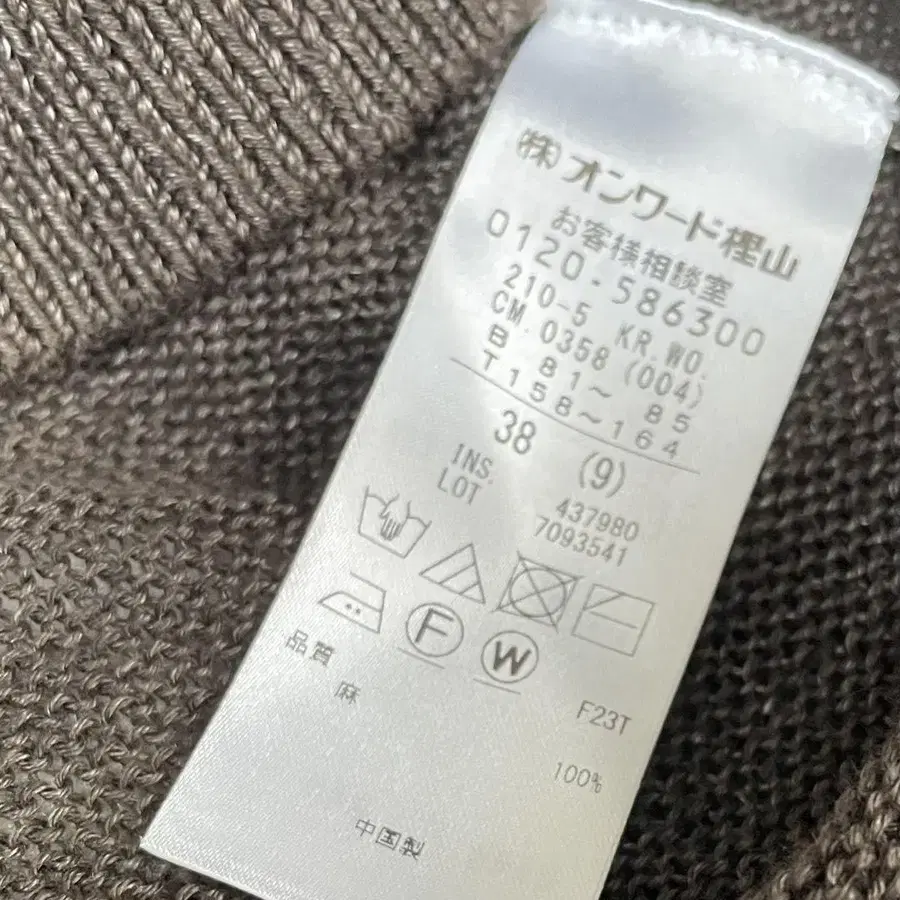 ㈱オンワード樫山
お客様相談室
0120-586300
210-5 KR.WO.
CM.0358 (004)
B 81～ 85
T158～164
38 (9)
INS. 437980
LOT 7093541
F W
F23T
品質
麻 100%
中国製